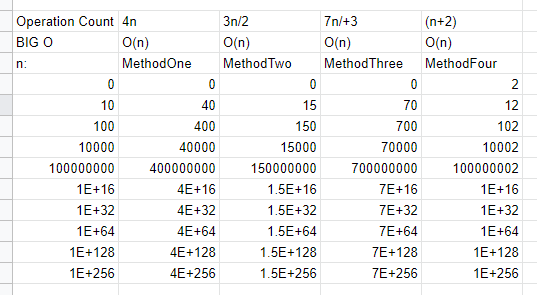 Operation Count 4n 3n/2 7n/+3 (n+2)
BIG O O(n) O(n) O(n) O(n)
n: MethodOne MethodTwo MethodThree MethodFour
0 0 0 0 2
10 40 15 70 12
100 400 150 700 102
10000 40000 15000 70000 10002
100000000 400000000 150000000 700000000 100000002
1E+16 4E+16 1.5E+16 7E+16 1E+16
1E+32 4E+32 1.5E+32 7E+32 1E+32
1E+64 4E+64 1.5E+64 7E+64 1E+64
1E+128 4E+128 1.5E+128 7E+128 1E+128
1E+256 4E+256 1.5E+256 7E+256 1E+256